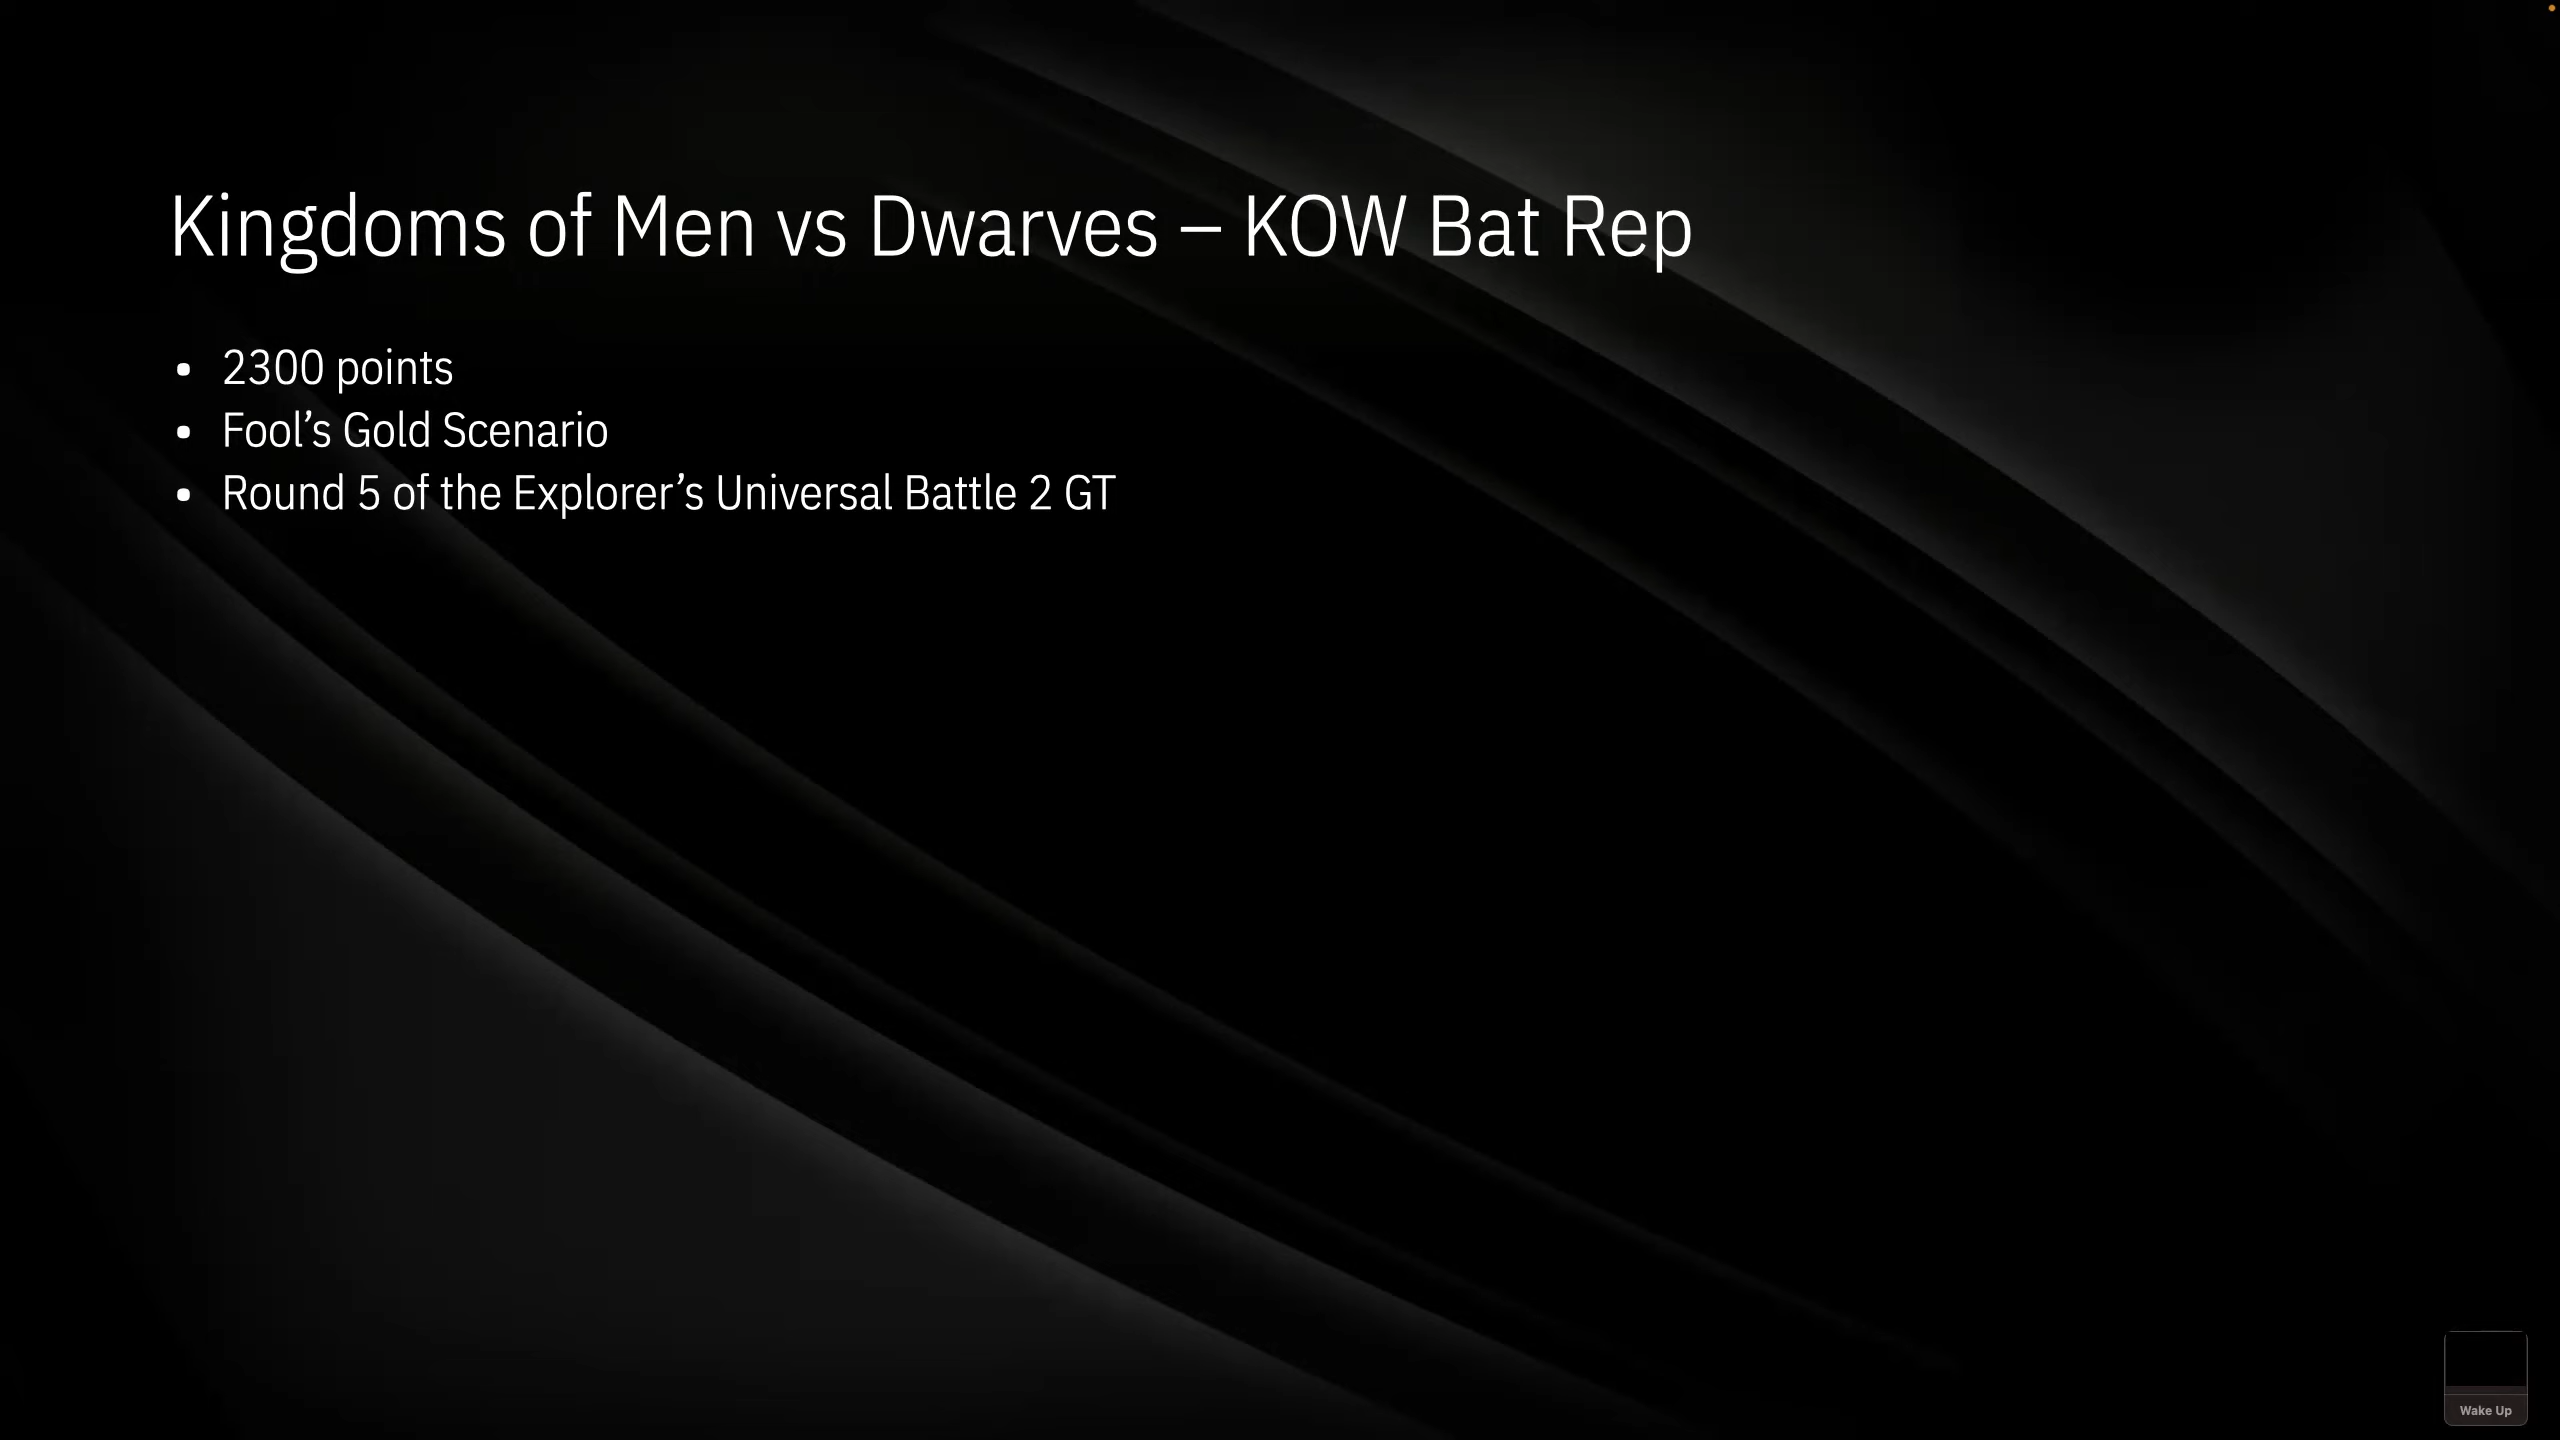 Kingdoms of Men vs Dwarves – KOW Bat Rep
• 2300 points
• Fool’s Gold Scenario
• Round 5 of the Explorer’s Universal Battle 2 GT
Wake Up